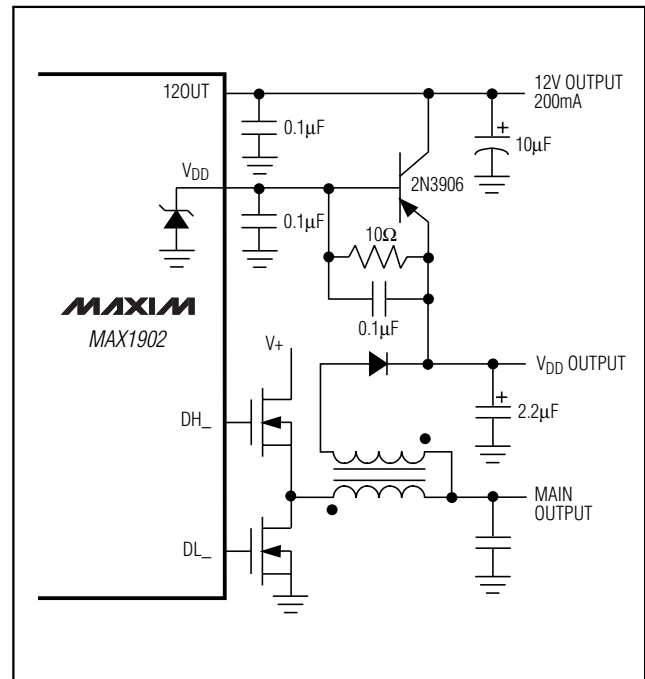 12OUT
12V OUTPUT
200mA
0.1µF
10µF
VDD
2N3906
0.1µF
10Ω
0.1µF
MAXIM
MAX1902
V+
VDD OUTPUT
2.2µF
DH_
MAIN
OUTPUT
DL_